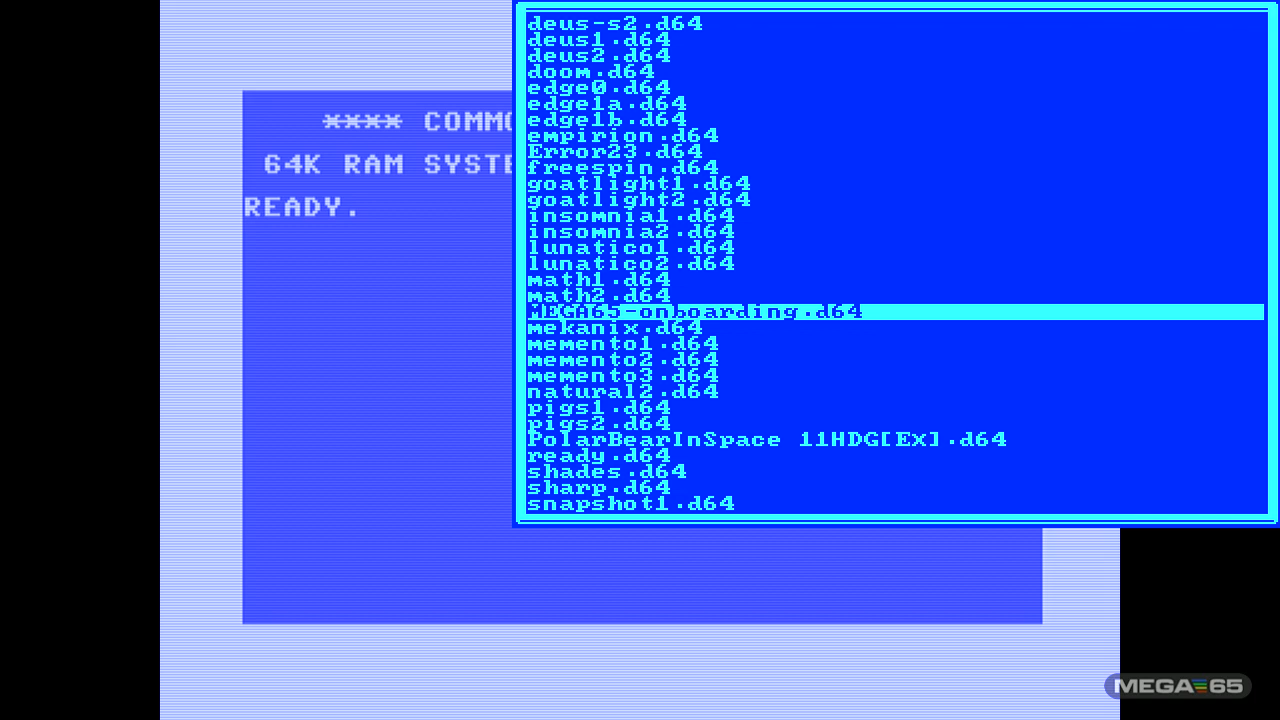 **** COMMO
64K RAM SYSTE
READY.
deus-s2.d64
deus1.d64
deus2.d64
doom.d64
edge0.d64
edge1a.d64
edge1b.d64
empirion.d64
Error23.d64
freespin.d64
goatlight1.d64
goatlight2.d64
insomnia1.d64
insomnia2.d64
lunatico1.d64
lunatico2.d64
math1.d64
math2.d64
MEGA65-onboarding.d64
mekanix.d64
memento1.d64
memento2.d64
memento3.d64
natural2.d64
pigs1.d64
pigs2.d64
PolarBearInSpace 11HDG[Ex].d64
ready.d64
shades.d64
sharp.d64
snapshot1.d64
MEGA65